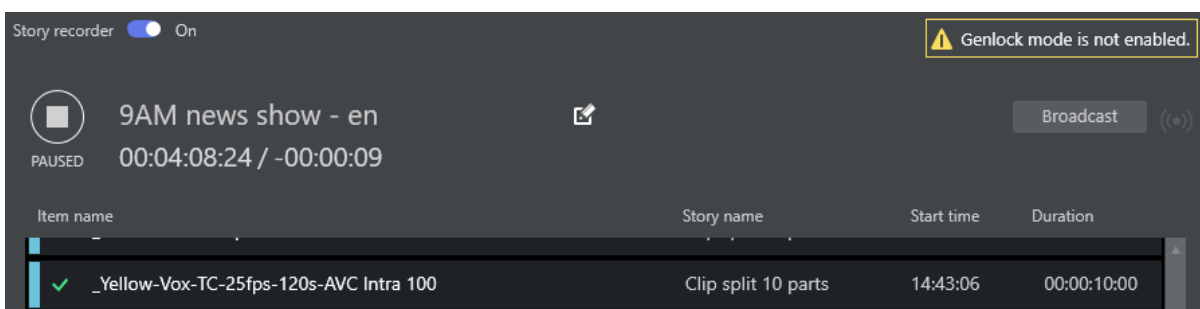 Story recorder On
Genlock mode is not enabled.
9AM news show - en
Broadcast
PAUSED 00:04:08:24 / -00:00:09
Item name Story name Start time Duration
_Yellow-Vox-TC-25fps-120s-AVC Intra 100 Clip split 10 parts 14:43:06 00:00:10:00